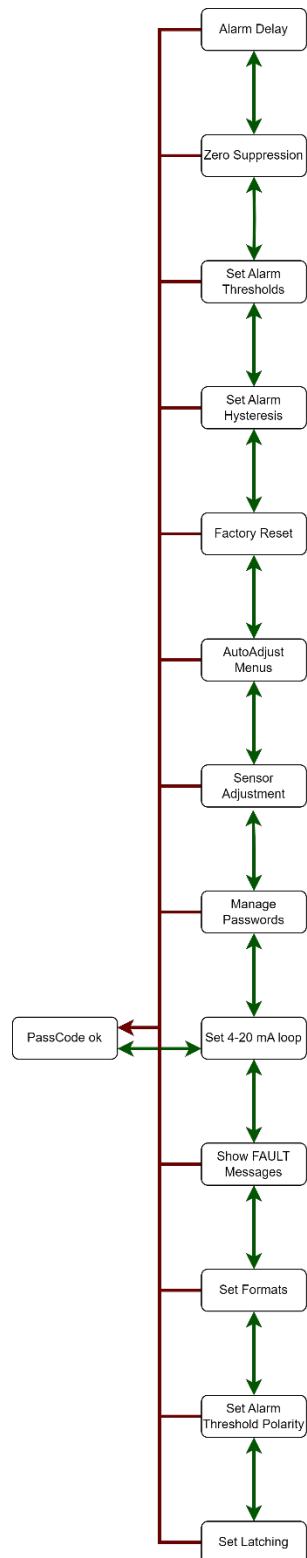 Alarm Delay
Zero Suppression
Set Alarm
Thresholds
Set Alarm
Hysteresis
Factory Reset
AutoAdjust
Menus
Sensor
Adjustment
Manage
Passwords
PassCode ok
Set 4-20 mA loop
Show FAULT
Messages
Set Formats
Set Alarm
Threshold Polarity
Set Latching